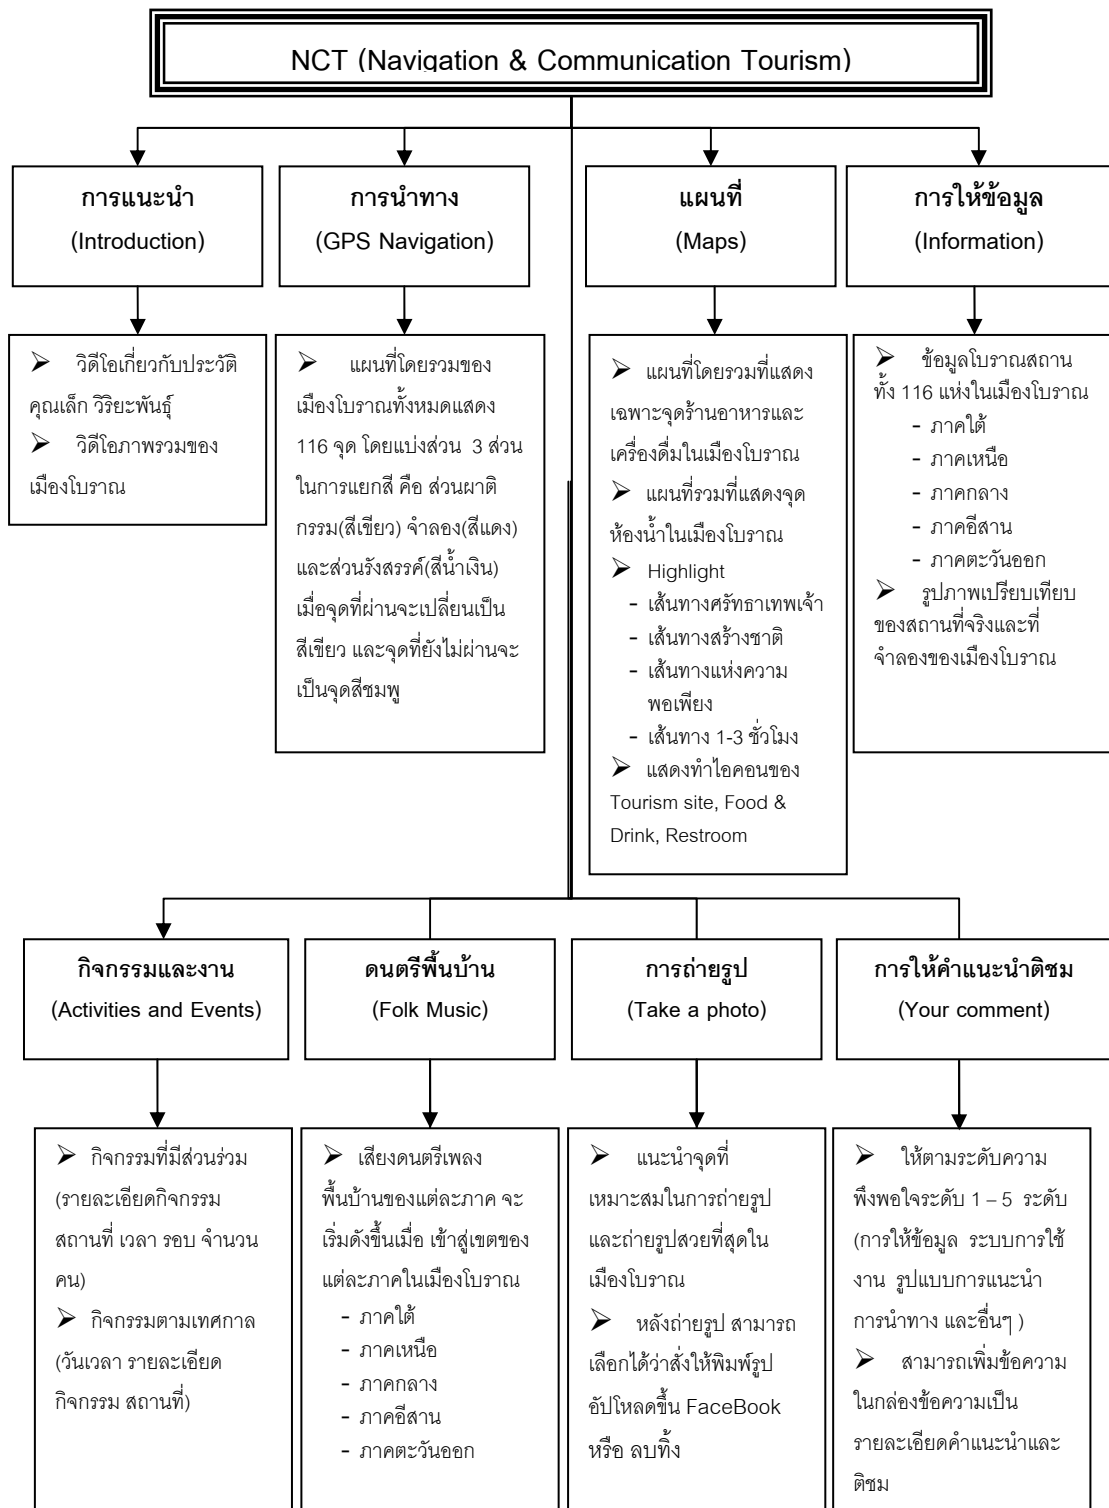 NCT (Navigation & Communication Tourism)
การแนะนำ
(Introduction)
การนำทาง
(GPS Navigation)
แผนที่
(Maps)
การให้ข้อมูล
(Information)
➢ วิดีโอเกี่ยวกับประวัติ
คุณเล็ก วิริยะพันธุ์
➢ วิดีโอภาพรวมของ
เมืองโบราณ
➢ แผนที่โดยรวมของ
เมืองโบราณทั้งหมดแสดง
116 จุด โดยแบ่งส่วน 3 ส่วน
ในการแยกสี คือ ส่วนผาติ
กรรม(สีเขียว) จำลอง(สีแดง)
และส่วนรังสรรค์(สีน้ำเงิน)
เมื่อจุดที่ผ่านจะเปลี่ยนเป็น
สีเขียว และจุดที่ยังไม่ผ่านจะ
เป็นจุดสีชมพู
➢ แผนที่โดยรวมที่แสดง
เฉพาะจุดร้านอาหารและ
เครื่องดื่มในเมืองโบราณ
➢ แผนที่รวมที่แสดงจุด
ห้องน้ำในเมืองโบราณ
➢ Highlight
- เส้นทางศรัทธาเทพเจ้า
- เส้นทางสร้างชาติ
- เส้นทางแห่งความ
พอเพียง
- เส้นทาง 1-3 ชั่วโมง
➢ แสดงทำไอคอนของ
Tourism site, Food &
Drink, Restroom
➢ ข้อมูลโบราณสถาน
ทั้ง 116 แห่งในเมืองโบราณ
- ภาคใต้
- ภาคเหนือ
- ภาคกลาง
- ภาคอีสาน
- ภาคตะวันออก
➢ รูปภาพเปรียบเทียบ
ของสถานที่จริงและที่
จำลองของเมืองโบราณ
กิจกรรมและงาน
(Activities and Events)
ดนตรีพื้นบ้าน
(Folk Music)
การถ่ายรูป
(Take a photo)
การให้คำแนะนำติชม
(Your comment)
➢ กิจกรรมที่มีส่วนร่วม
(รายละเอียดกิจกรรม
สถานที่ เวลา รอบ จำนวน
คน)
➢ กิจกรรมตามเทศกาล
(วันเวลา รายละเอียด
กิจกรรม สถานที่)
➢ เสียงดนตรีเพลง
พื้นบ้านของแต่ละภาค จะ
เริ่มดังขึ้นเมื่อ เข้าสู่เขตของ
แต่ละภาคในเมืองโบราณ
- ภาคใต้
- ภาคเหนือ
- ภาคกลาง
- ภาคอีสาน
- ภาคตะวันออก
➢ แนะนำจุดที่
เหมาะสมในการถ่ายรูป
และถ่ายรูปสวยที่สุดใน
เมืองโบราณ
➢ หลังถ่ายรูป สามารถ
เลือกได้ว่าสั่งให้พิมพ์รูป
อัปโหลดขึ้น FaceBook
หรือ ลบทิ้ง
➢ ให้ตามระดับความ
พึงพอใจระดับ 1 – 5 ระดับ
(การให้ข้อมูล ระบบการใช้
งาน รูปแบบการแนะนำ
การนำทาง และอื่นๆ )
➢ สามารถเพิ่มข้อความ
ในกล่องข้อความเป็น
รายละเอียดคำแนะนำและ
ติชม